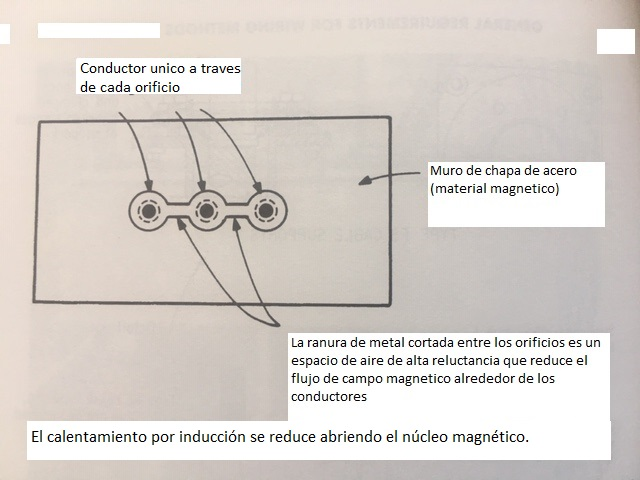 Conductor unico a traves
de cada orificio
Muro de chapa de acero
(material magnetico)
La ranura de metal cortada entre los orificios es un
espacio de aire de alta reluctancia que reduce el
flujo de campo magnetico alrededor de los
conductores
El calentamiento por inducción se reduce abriendo el núcleo magnético.